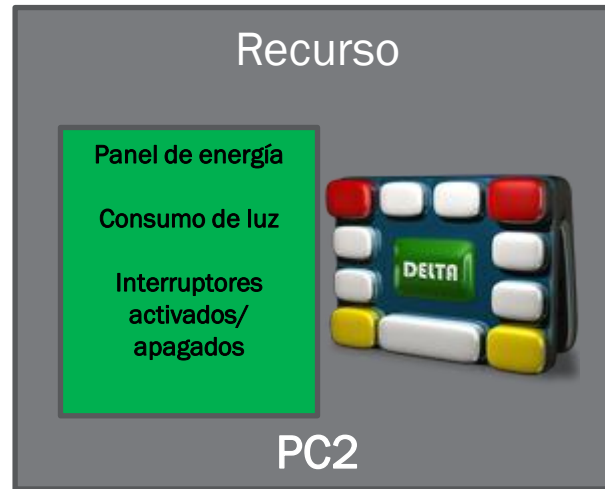 Recurso
Panel de energía
Consumo de luz
Interruptores
activados/
apagados
DELTA
PC2